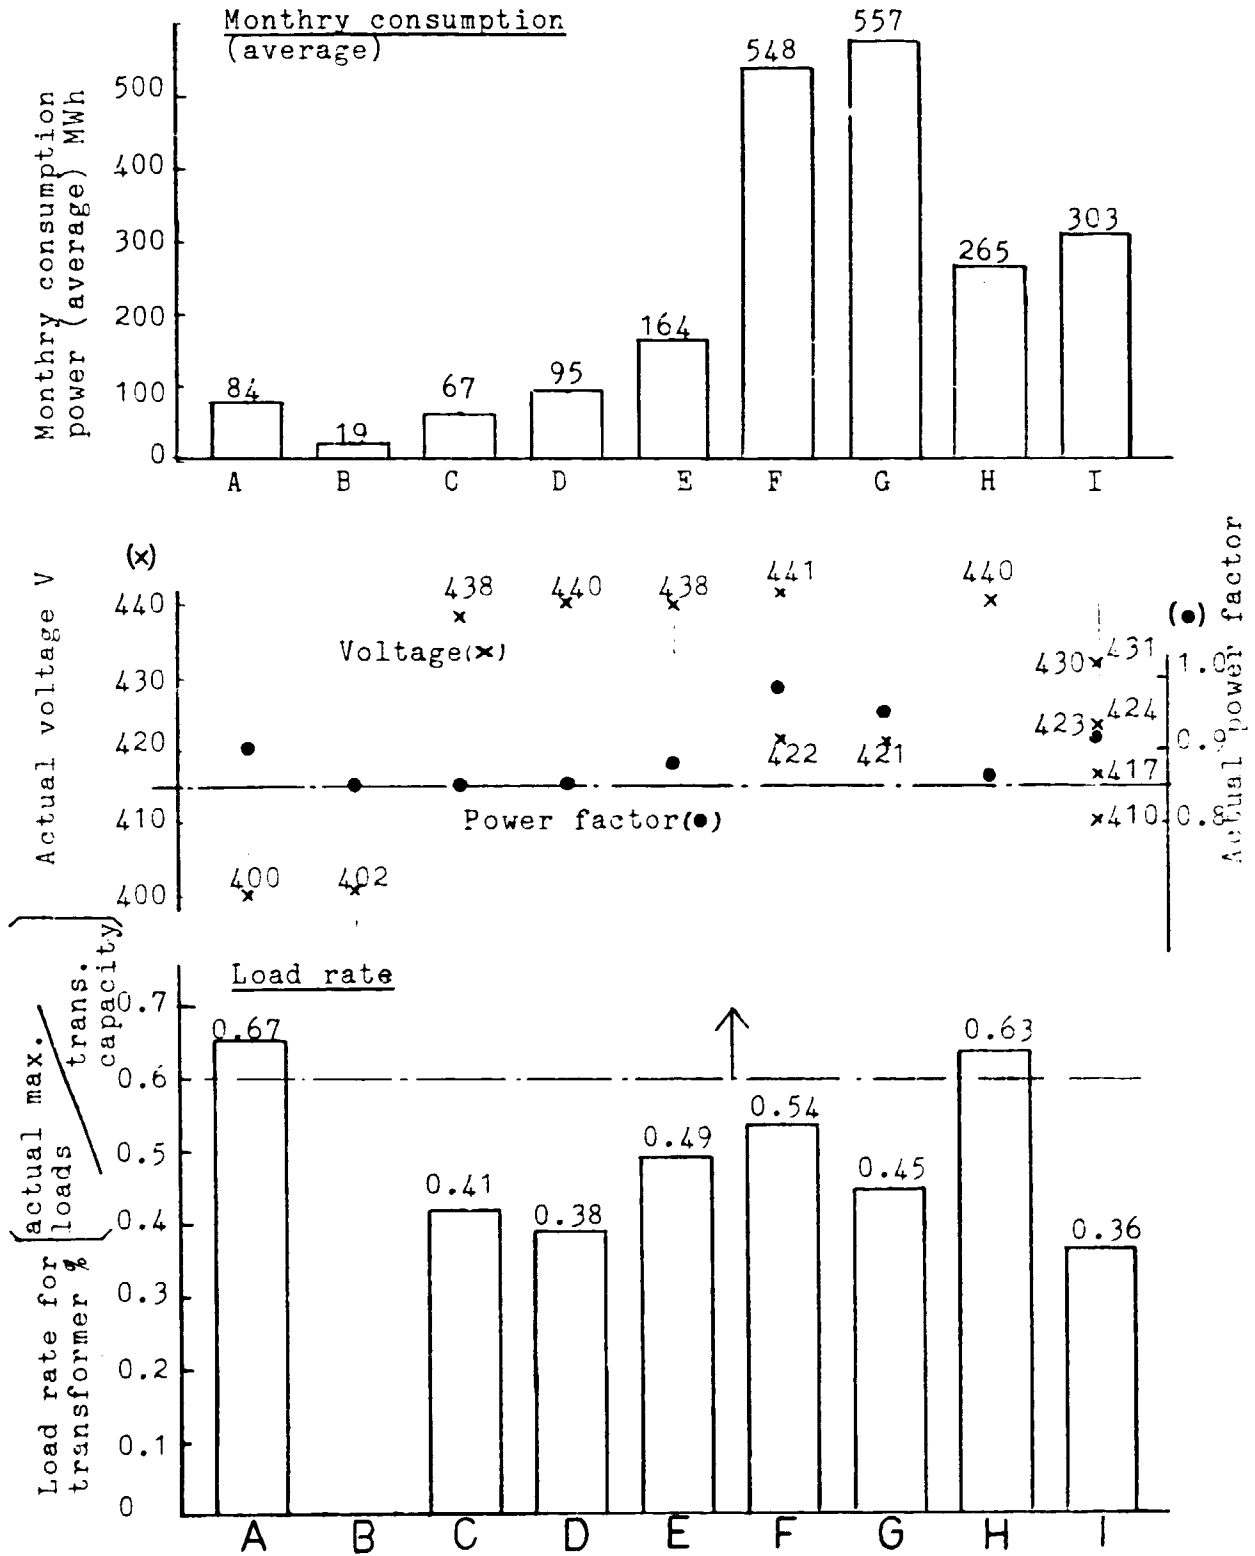 Monthry consumption
(average)
Monthry consumption
power (average) MWh
500
400
300
200
100
0
84
19
67
95
164
548
557
265
303
A B C D E F G H I
Actual voltage V
(x)
440
430
420
410
400
438
440
438
441
440
Voltage(x)
430 431
423 424
422
421
417
410
Power factor(●)
400
402
(●)
1.0
0.9
0.8
Actual power factor
Load rate
Load rate for
transformer %
(actual max.
loads
trans.
capacity)
0.7
0.6
0.5
0.4
0.3
0.2
0.1
0
0.67
0.41
0.38
0.49
0.54
0.45
0.63
0.36
A B C D E F G H I